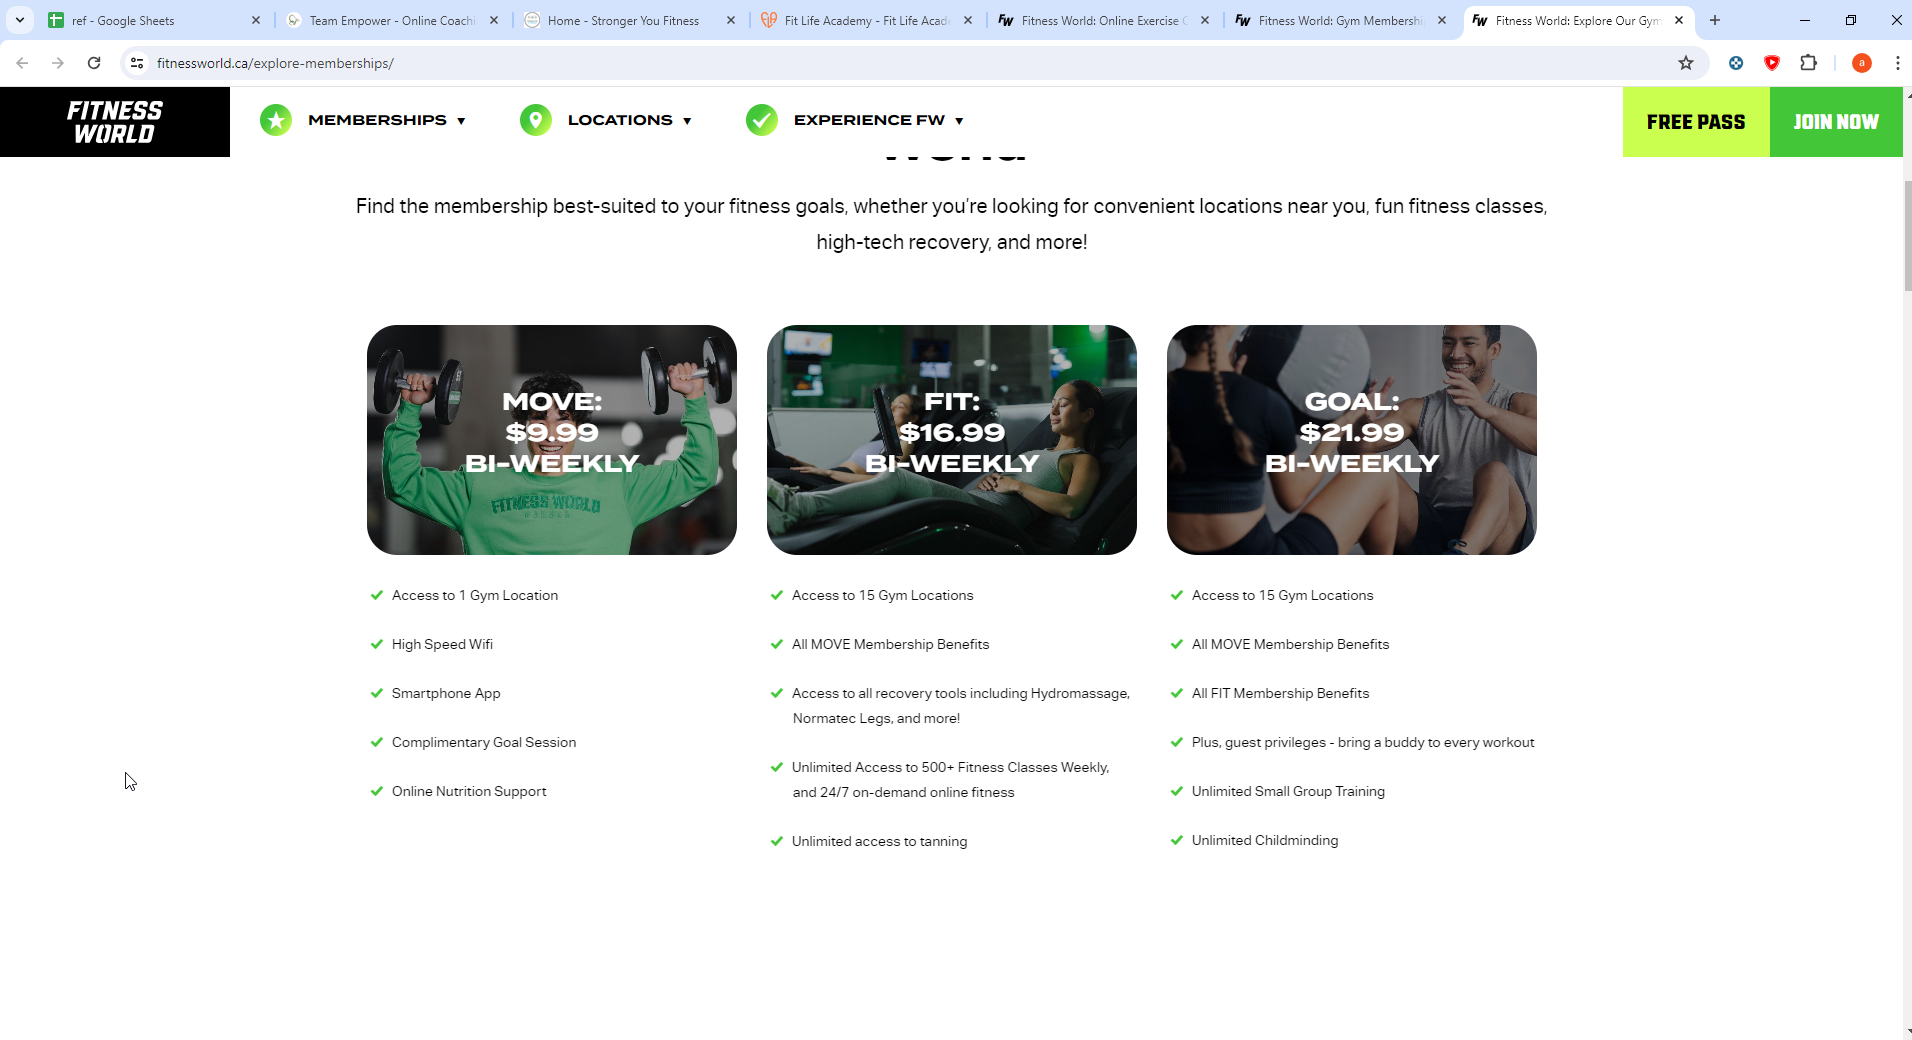 ref - Google Sheets
Team Empower - Online Coachi
Home - Stronger You Fitness
Fit Life Academy - Fit Life Acad
Fitness World: Online Exercise C
Fitness World: Gym Membershi
Fitness World: Explore Our Gym
fitnessworld.ca/explore-memberships/
a
FITNESS
WORLD
MEMBERSHIPS
LOCATIONS
EXPERIENCE FW
FREE PASS
JOIN NOW
World
Find the membership best-suited to your fitness goals, whether you're looking for convenient locations near you, fun fitness classes,
high-tech recovery, and more!
MOVE:
$9.99
BI-WEEKLY
FITNESS WORLD
Access to 1 Gym Location
High Speed Wifi
Smartphone App
Complimentary Goal Session
Online Nutrition Support
FIT:
$16.99
BI-WEEKLY
Access to 15 Gym Locations
All MOVE Membership Benefits
Access to all recovery tools including Hydromassage,
Normatec Legs, and more!
Unlimited Access to 500+ Fitness Classes Weekly,
and 24/7 on-demand online fitness
Unlimited access to tanning
GOAL:
$21.99
BI-WEEKLY
Access to 15 Gym Locations
All MOVE Membership Benefits
All FIT Membership Benefits
Plus, guest privileges - bring a buddy to every workout
Unlimited Small Group Training
Unlimited Childminding